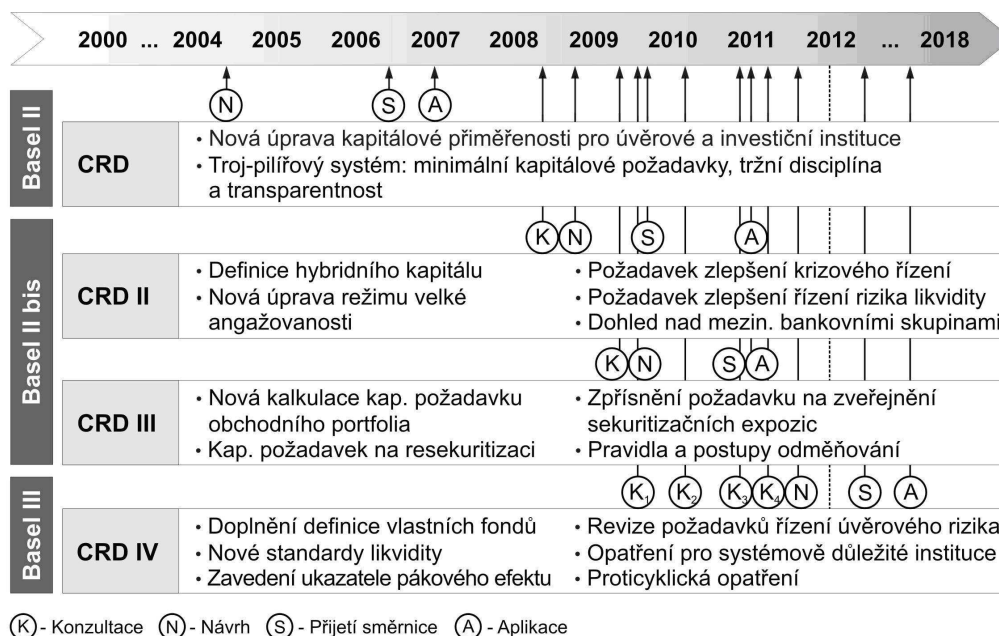 2000 ... 2004 2005 2006 2007 2008 2009 2010 2011 2012 ... 2018
N S A
Basel II
CRD
• Nová úprava kapitálové přiměřenosti pro úvěrové a investiční instituce
• Troj-pilířový systém: minimální kapitálové požadavky, tržní disciplína
a transparentnost
K N S A
Basel II bis
CRD II
• Definice hybridního kapitálu
• Nová úprava režimu velké
angažovanosti
• Požadavek zlepšení krizového řízení
• Požadavek zlepšení řízení rizika likvidity
• Dohled nad mezin. bankovními skupinami
K N S A
CRD III
• Nová kalkulace kap. požadavku
obchodního portfolia
• Kap. požadavek na resekuritizaci
• Zpřísnění požadavku na zveřejnění
sekuritizačních expozic
• Pravidla a postupy odměňování
K₁ K₂ K₃ K₄ N S A
Basel III
CRD IV
• Doplnění definice vlastních fondů
• Nové standardy likvidity
• Zavedení ukazatele pákového efektu
• Revize požadavků řízení úvěrového rizika
• Opatření pro systémově důležité instituce
• Proticyklická opatření
K - Konzultace N - Návrh S - Přijetí směrnice A - Aplikace